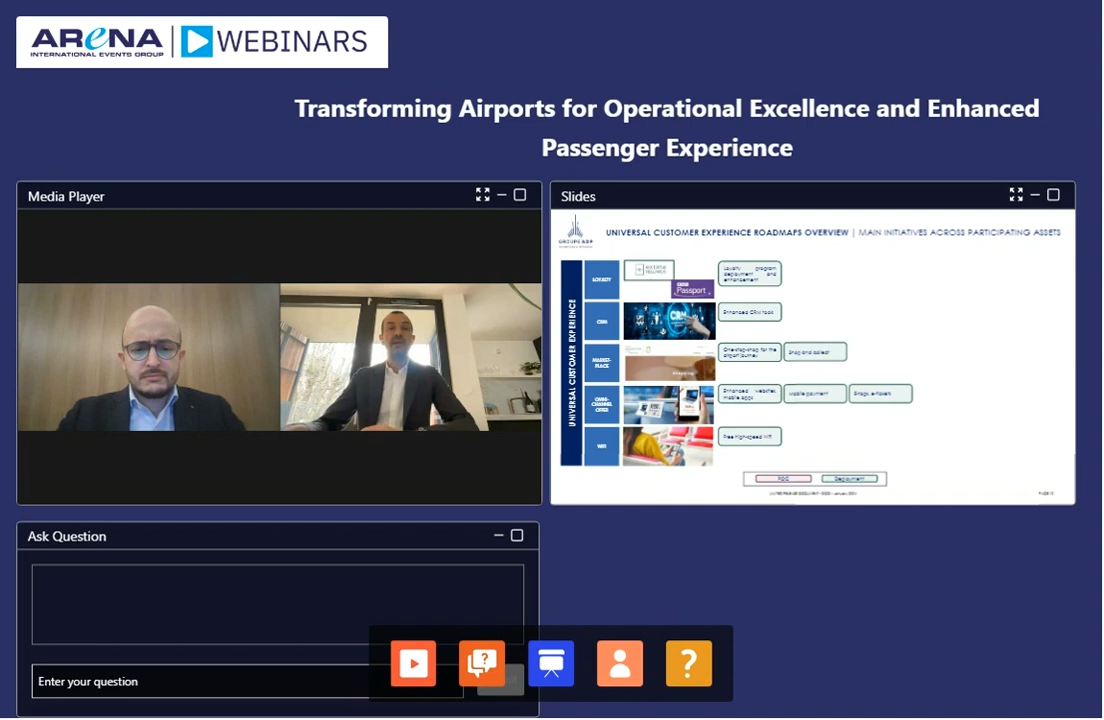 ARENA
INTERNATIONAL EVENTS GROUP
WEBINARS
Transforming Airports for Operational Excellence and Enhanced
Passenger Experience
Media Player
Slides
GROUPE ADP
UNIVERSAL CUSTOMER EXPERIENCE ROADMAPS OVERVIEW | MAIN INITIATIVES ACROSS PARTICIPATING ASSETS
UNIVERSAL CUSTOMER EXPERIENCE
LOYALTY
Passport
Loyalty program
deployment and
enhancement
CRM
CRM
Enhanced CRM tools
MARKET-
PLACE
One-stop-shop for the
airport journey
Shop and collect
OMNI-
CHANNEL
OFFER
Enhanced websites,
mobile apps
Mobile payment
WIFI
Free high-speed Wifi
POC
Deployment
Ask Question
Enter your question
?
?